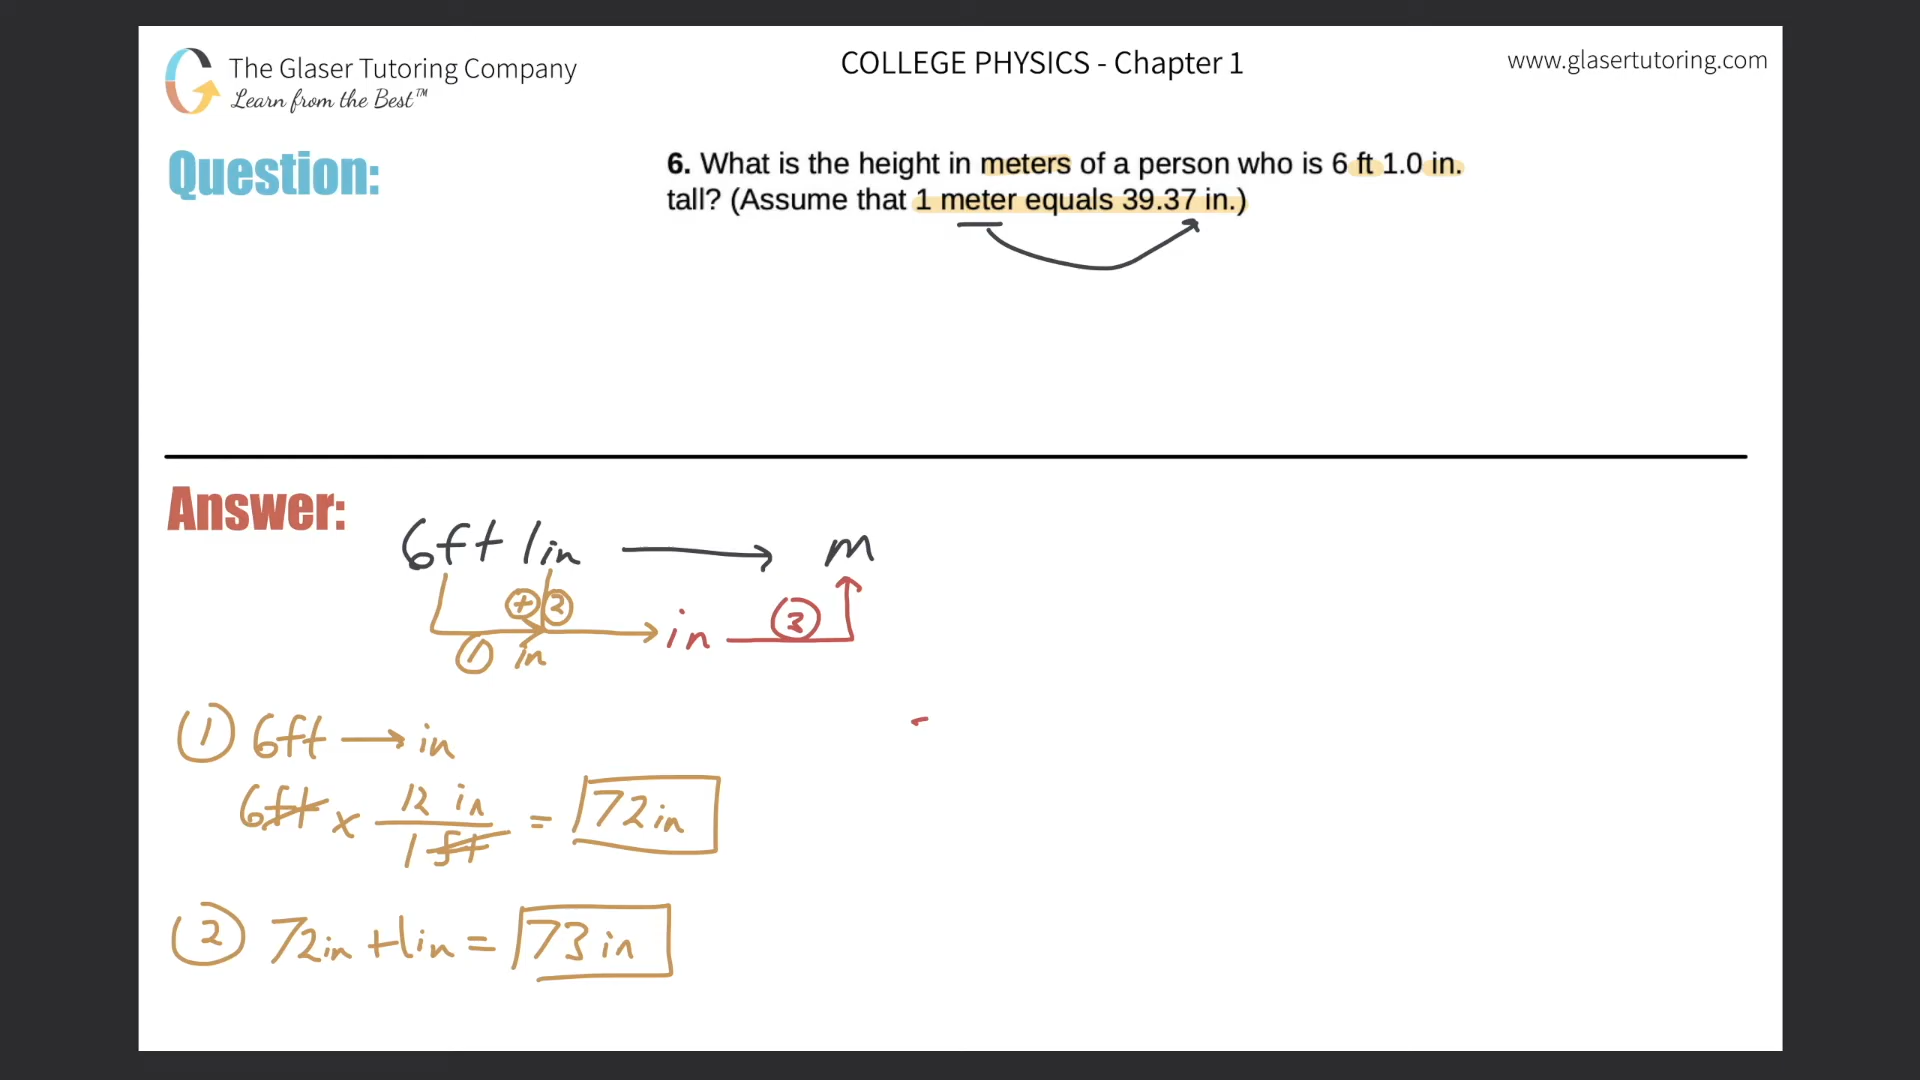 The Glaser Tutoring Company
Learn from the Best™
COLLEGE PHYSICS - Chapter 1
www.glasertutoring.com
Question:
6. What is the height in meters of a person who is 6 ft 1.0 in.
tall? (Assume that 1 meter equals 39.37 in.)
Answer:
6ft 1in → m
+ 2
in 3
1 in
1 6ft → in
6ft x 12 in / 1 ft = 72in
2 72in + 1in = 73 in